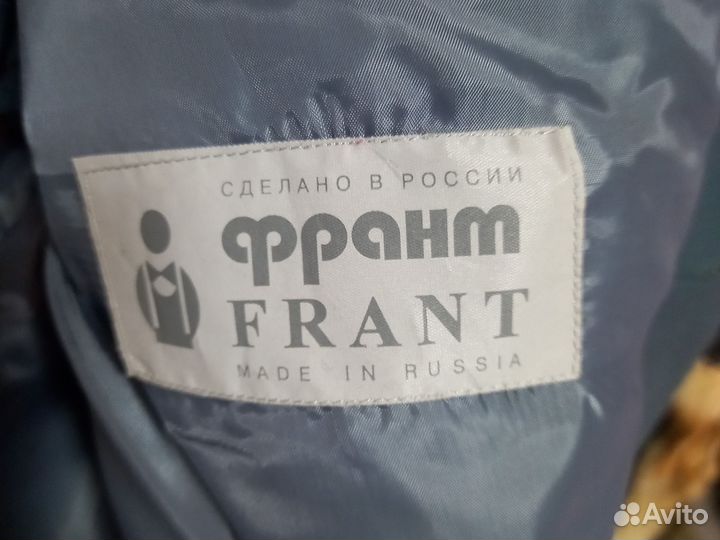 СДЕЛАНО В РОССИИ
франт
FRANT
MADE IN RUSSIA
Avito